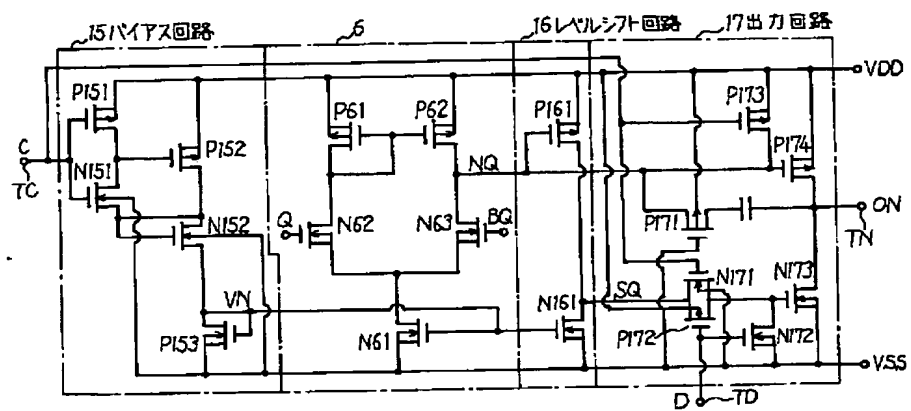 15バイアス回路
6
16レベルシフト回路
17出力回路
VDD
P151
P61
P62
P161
P173
C
P152
P174
TC
N151
NQ
Q
N62
N63
BQ
P171
ON
TN
N152
N171
N173
VN
SQ
N161
P153
N61
P172
N172
VSS
D
TD